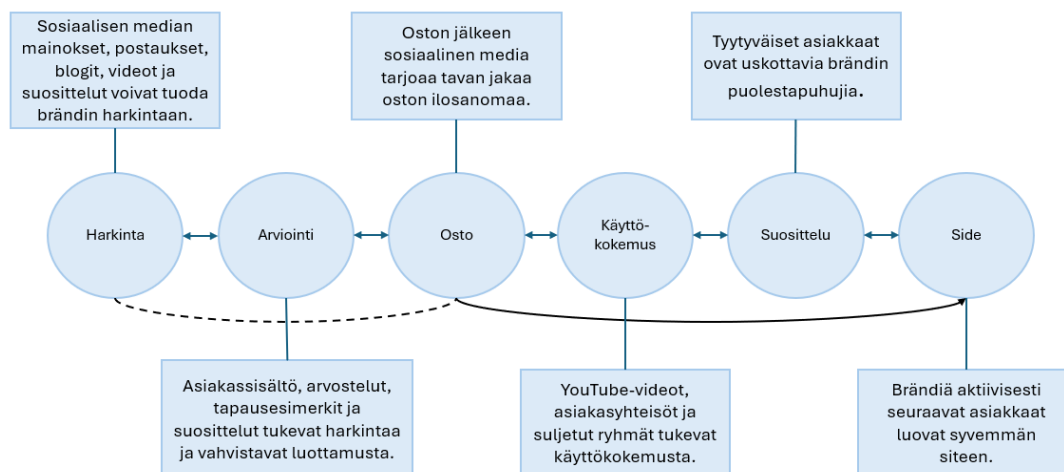 Sosiaalisen median
mainokset, postaukset,
blogit, videot ja
suosittelut voivat tuoda
brändin harkintaan.
Oston jälkeen
sosiaalinen media
tarjoaa tavan jakaa
oston ilosanomaa.
Tyytyväiset asiakkaat
ovat uskottavia brändin
puolestapuhujia.
Harkinta
Arviointi
Osto
Käyttö-
kokemus
Suosittelu
Side
Asiakassisältö, arvostelut,
tapausesimerkit ja
suosittelut tukevat harkintaa
ja vahvistavat luottamusta.
YouTube-videot,
asiakasyhteisöt ja
suljetut ryhmät tukevat
käyttökokemusta.
Brändiä aktiivisesti
seuraavat asiakkaat
luovat syvemmän
siteen.